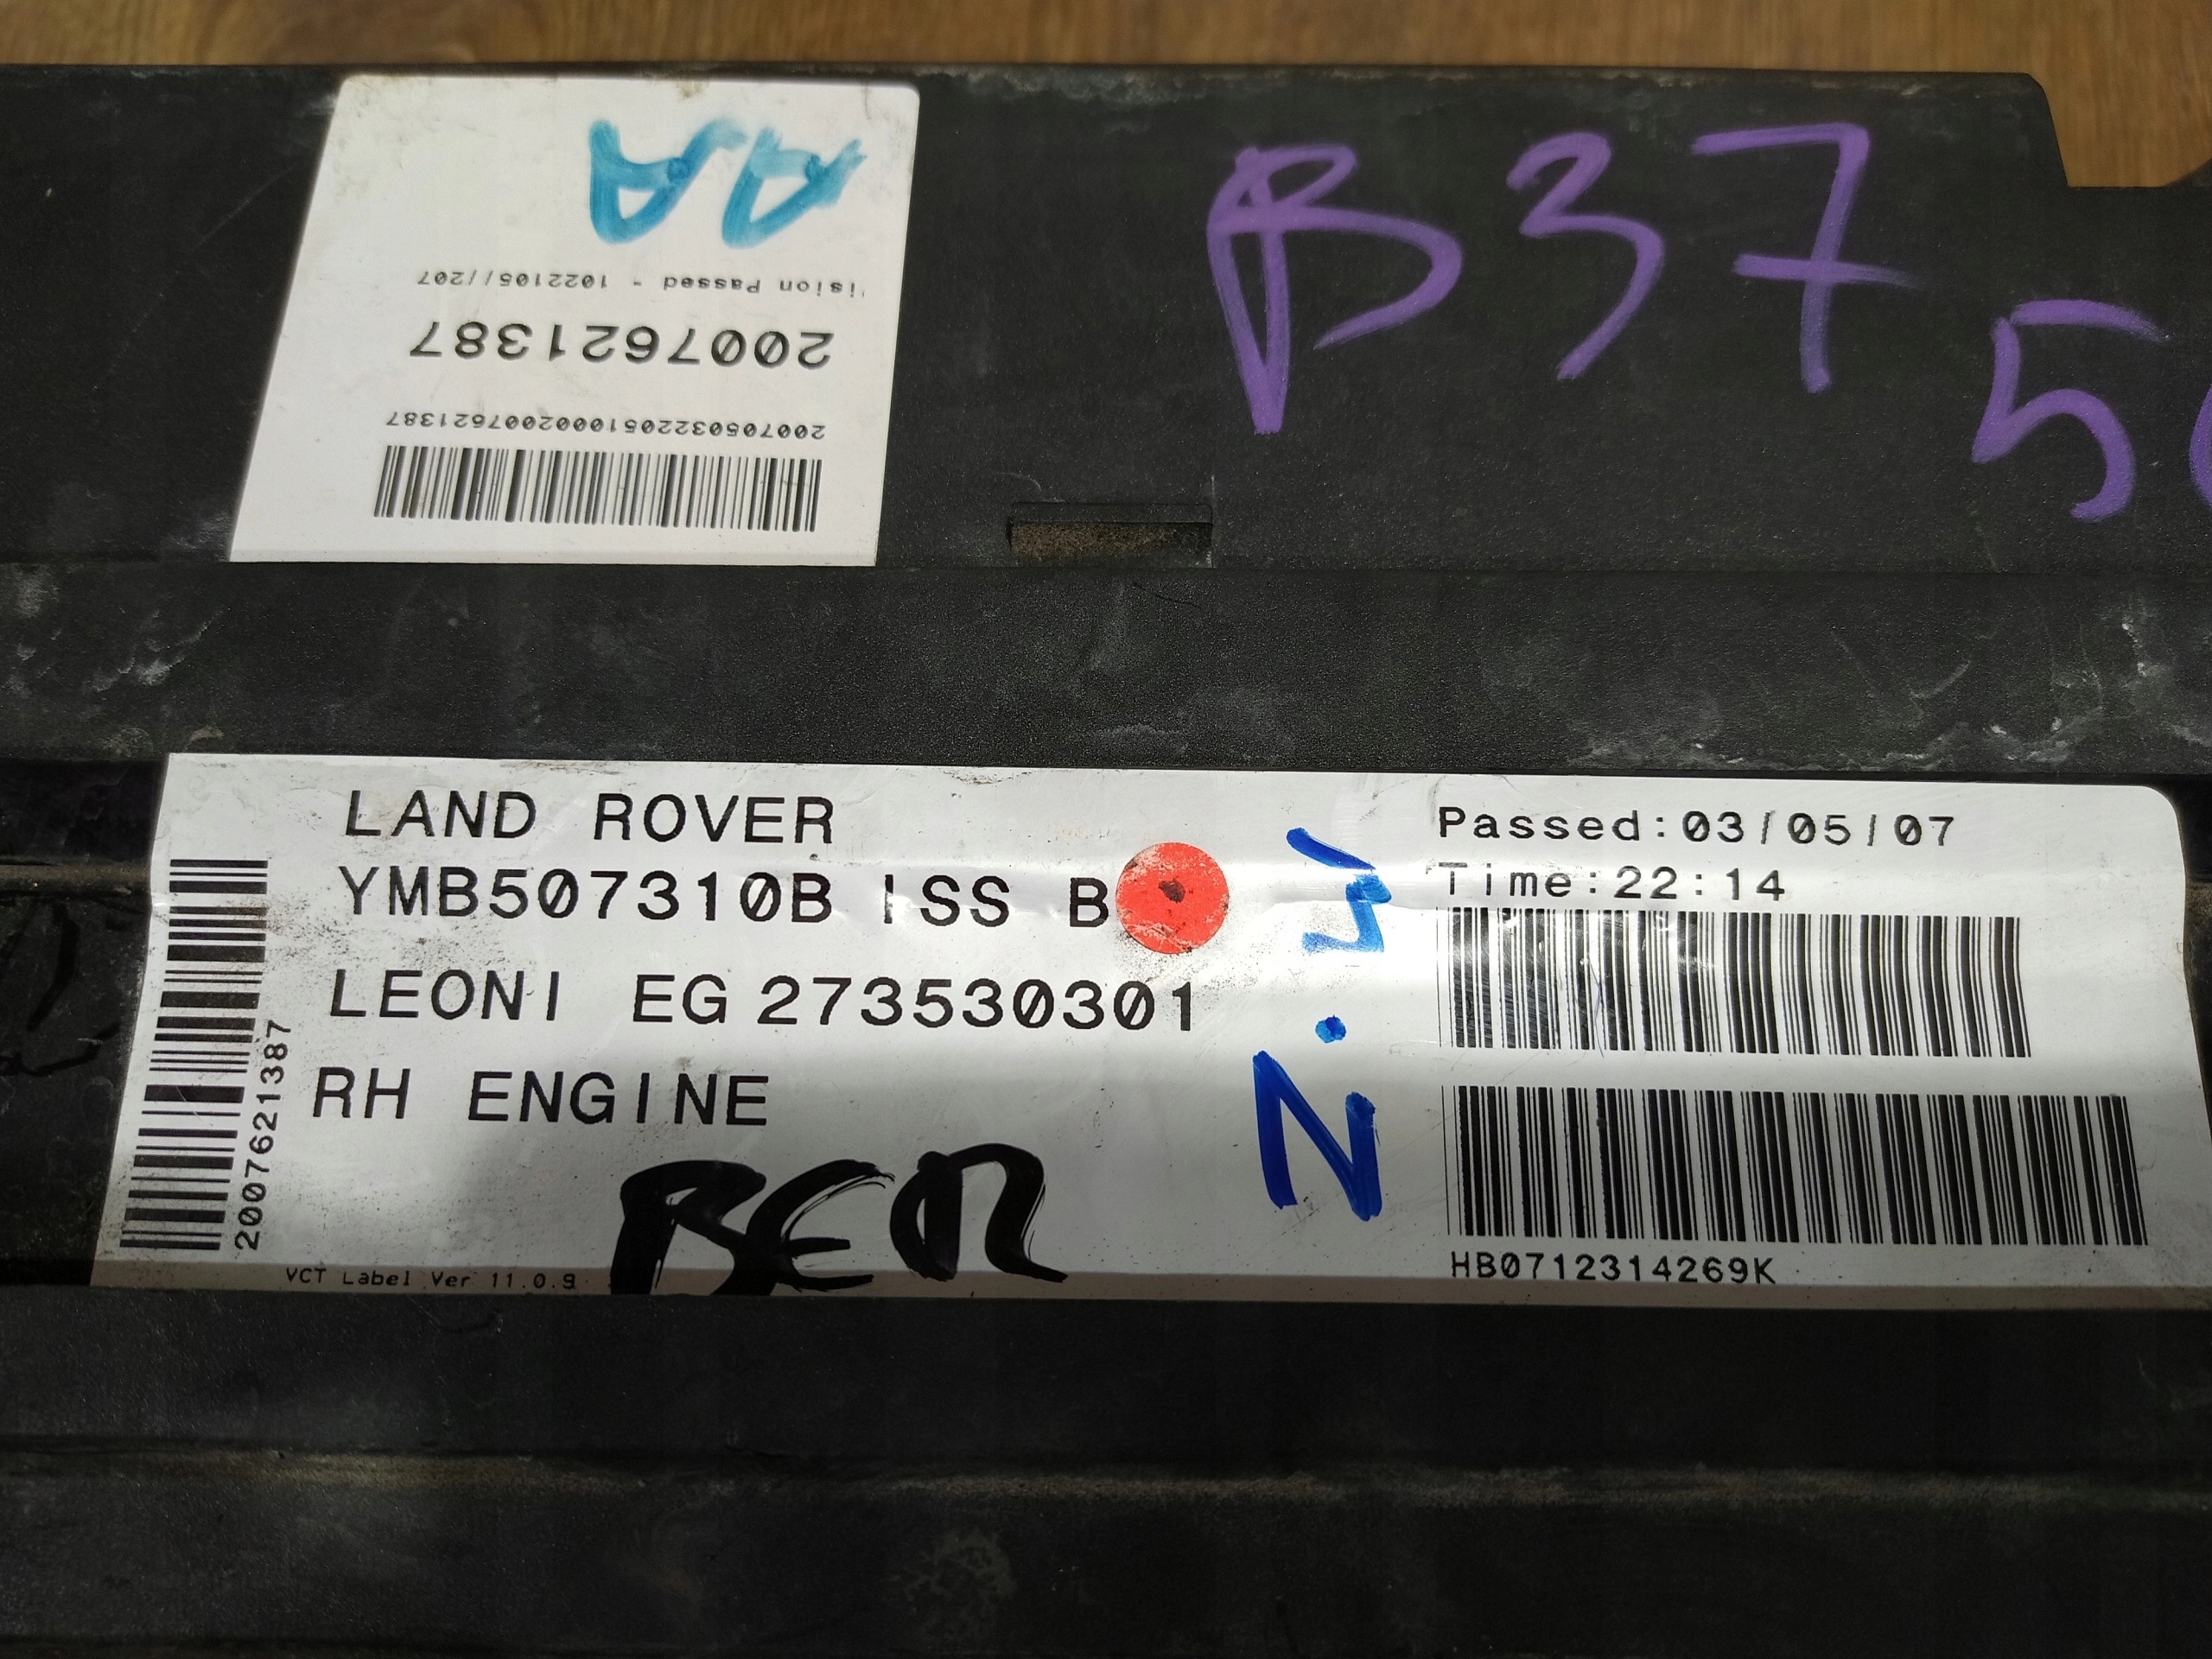 AA
ision Passed - 1022105//207
2007621387
20070503220510002007621387
B37
5
LAND ROVER
YMB507310B ISS B
LEONI EG 273530301
RH ENGINE
BER
VCT Label Ver 11.0.9
2007621387
Passed:03/05/07
Time:22:14
HB0712314269K